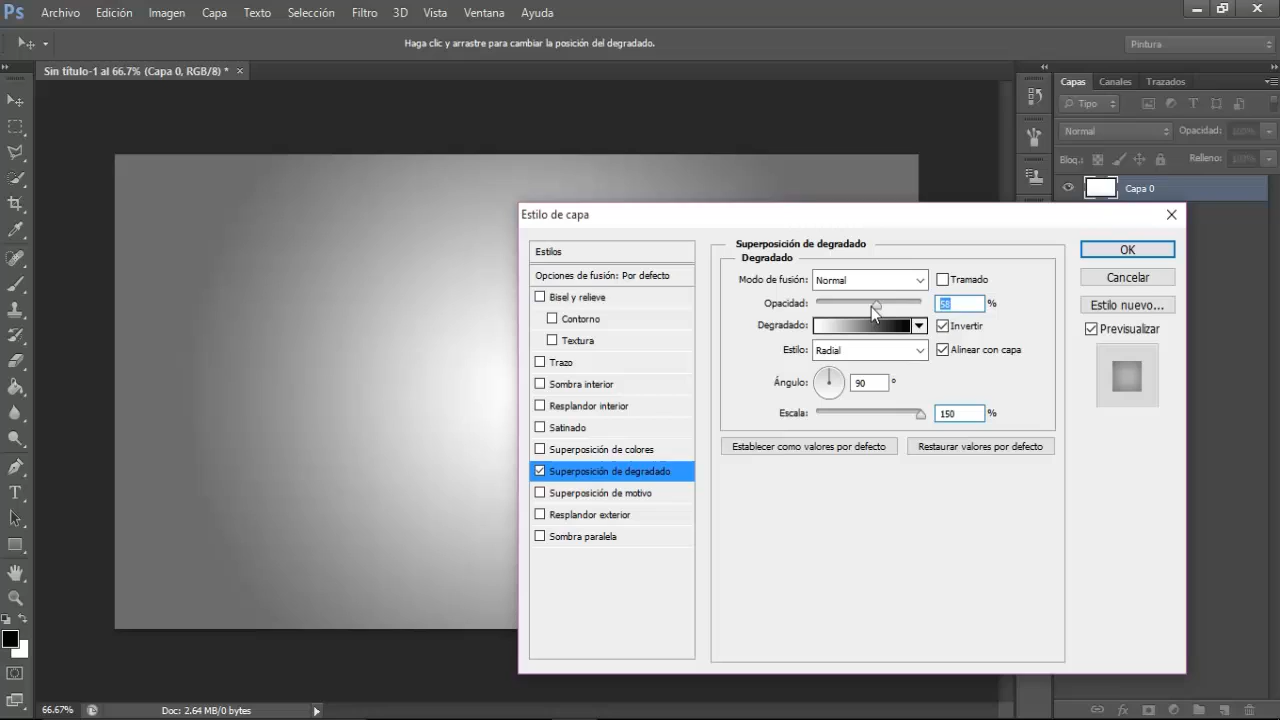 Ps Archivo Edición Imagen Capa Texto Selección Filtro 3D Vista Ventana Ayuda
Haga clic y arrastre para cambiar la posición del degradado.
Pintura
Sin título-1 al 66.7% (Capa 0, RGB/8) * ×
Capas Canales Trazados
Tipo
Normal Opacidad: 100%
Bloq.: Relleno: 100%
Capa 0
Estilo de capa
Estilos
Opciones de fusión: Por defecto
Bisel y relieve
Contorno
Textura
Trazo
Sombra interior
Resplandor interior
Satinado
Superposición de colores
Superposición de degradado
Superposición de motivo
Resplandor exterior
Sombra paralela
Superposición de degradado
Degradado
Modo de fusión: Normal Tramado
Opacidad: 58 %
Degradado: Invertir
Estilo: Radial Alinear con capa
Ángulo: 90 °
Escala: 150 %
Establecer como valores por defecto Restaurar valores por defecto
OK
Cancelar
Estilo nuevo...
Previsualizar
66.67% Doc: 2.64 MB/0 bytes